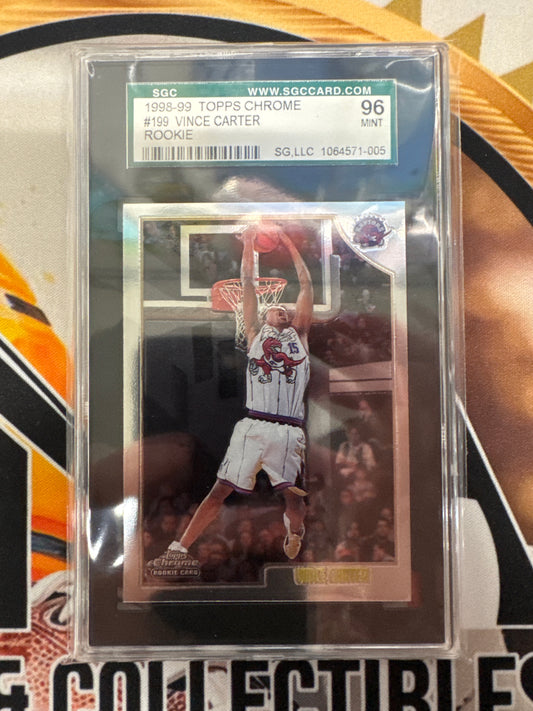 SGC WWW.SGCCARD.COM
1998-99 TOPPS CHROME 96
#199 VINCE CARTER MINT
ROOKIE
SG,LLC 1064571-005
15
Topps
Chrome
ROOKIE CARD
VINCE CARTER
& COLLECTIBLES